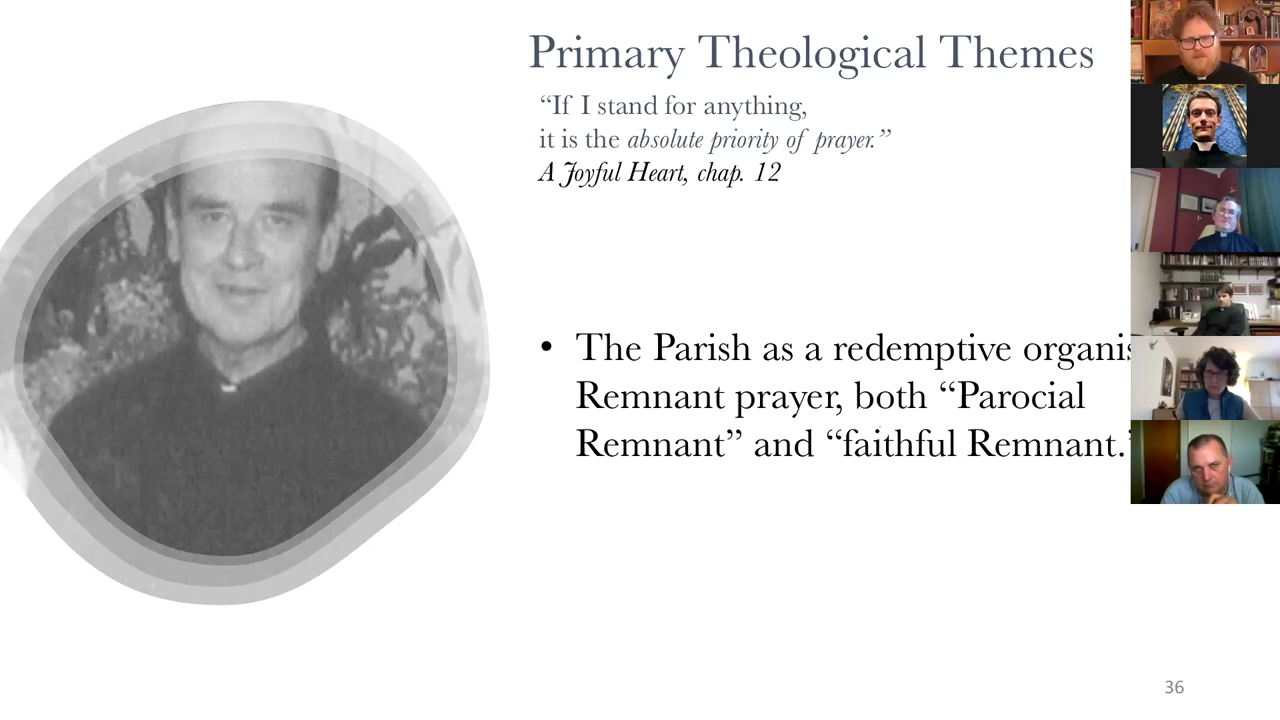 Primary Theological Themes
“If I stand for anything,
it is the absolute priority of prayer.”
A Joyful Heart, chap. 12
• The Parish as a redemptive
Remnant prayer, both “Parocial
Remnant” and “faithful Remnant.”
36